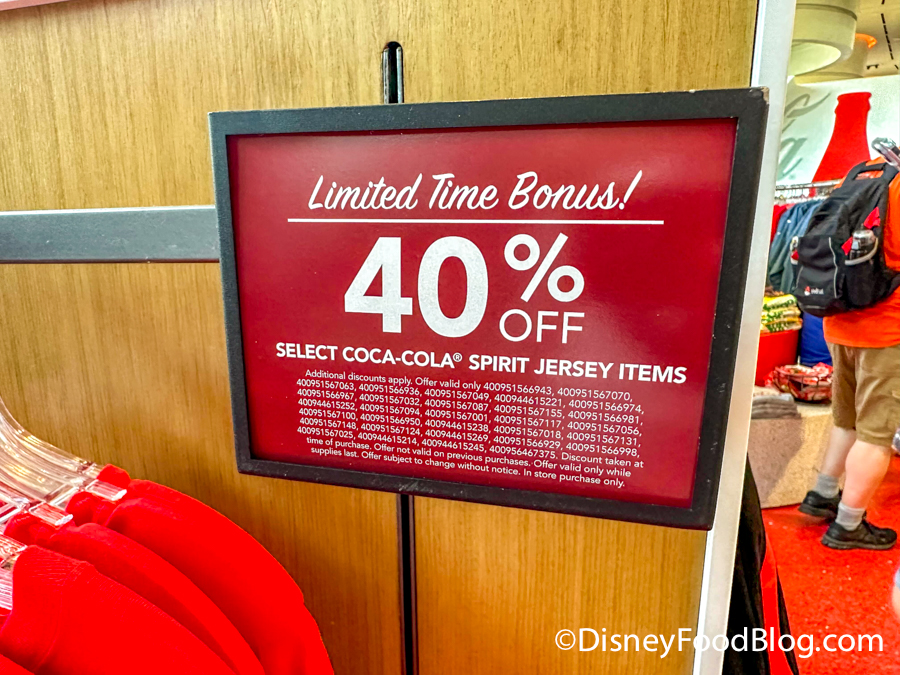 Limited Time Bonus!
40%
OFF
SELECT COCA-COLA® SPIRIT JERSEY ITEMS
Additional discounts apply. Offer valid only 400951566943, 400951567070,
400951567063, 400951566936, 400951567049, 400944615221, 400951566974,
400951566967, 400951567032, 400951567087, 400951567155, 400951566981,
400944615252, 400951567094, 400951567001, 400951567117, 400951567056,
400951567100, 400951566950, 400944615238, 400951567018, 400951567131,
400951567148, 400951567124, 400944615269, 400951566929, 400951566998,
400951567025, 400944615214, 400944615245, 400956467375. Discount taken at
time of purchase. Offer not valid on previous purchases. Offer valid only while
supplies last. Offer subject to change without notice. In store purchase only.
©DisneyFoodBlog.com